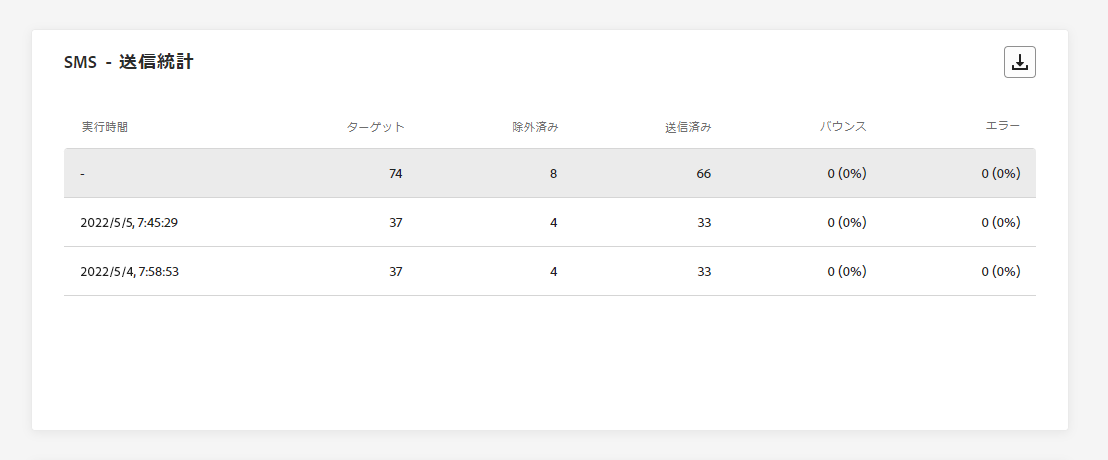 SMS - 送信統計
実行時間 ターゲット 除外済み 送信済み バウンス エラー
- 74 8 66 0 (0%) 0 (0%)
2022/5/5, 7:45:29 37 4 33 0 (0%) 0 (0%)
2022/5/4, 7:58:53 37 4 33 0 (0%) 0 (0%)